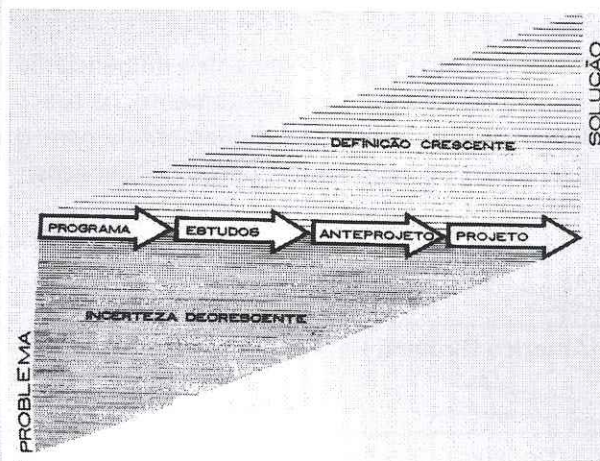 SOLUÇÃO
DEFINIÇÃO CRESCENTE
PROGRAMA
ESTUDOS
ANTEPROJETO
PROJETO
INCERTEZA DECRESCENTE
PROBLEMA